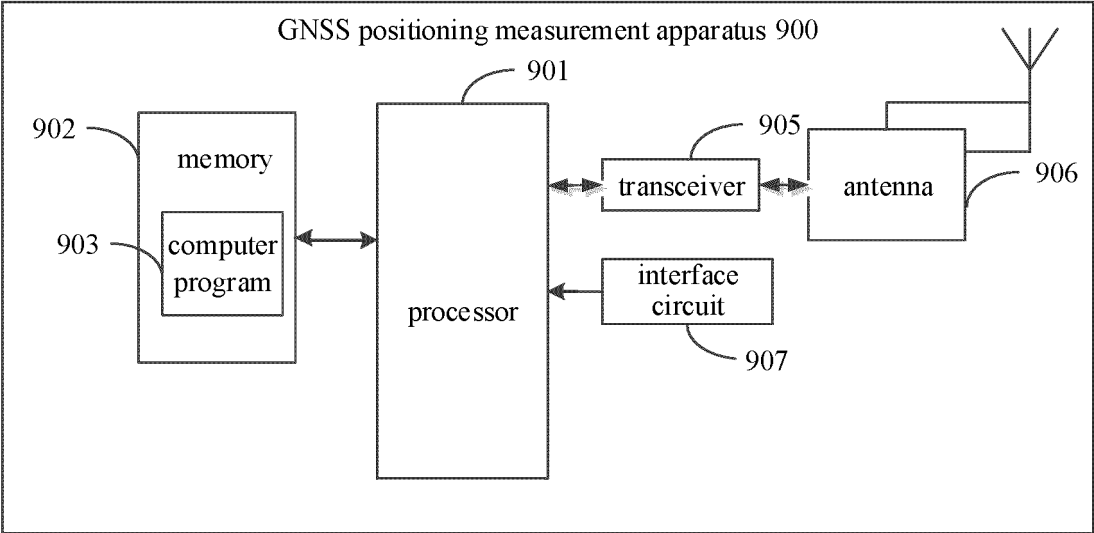 GNSS positioning measurement apparatus 900
901
902
memory
905
transceiver
antenna
906
903
computer
program
processor
interface
circuit
907